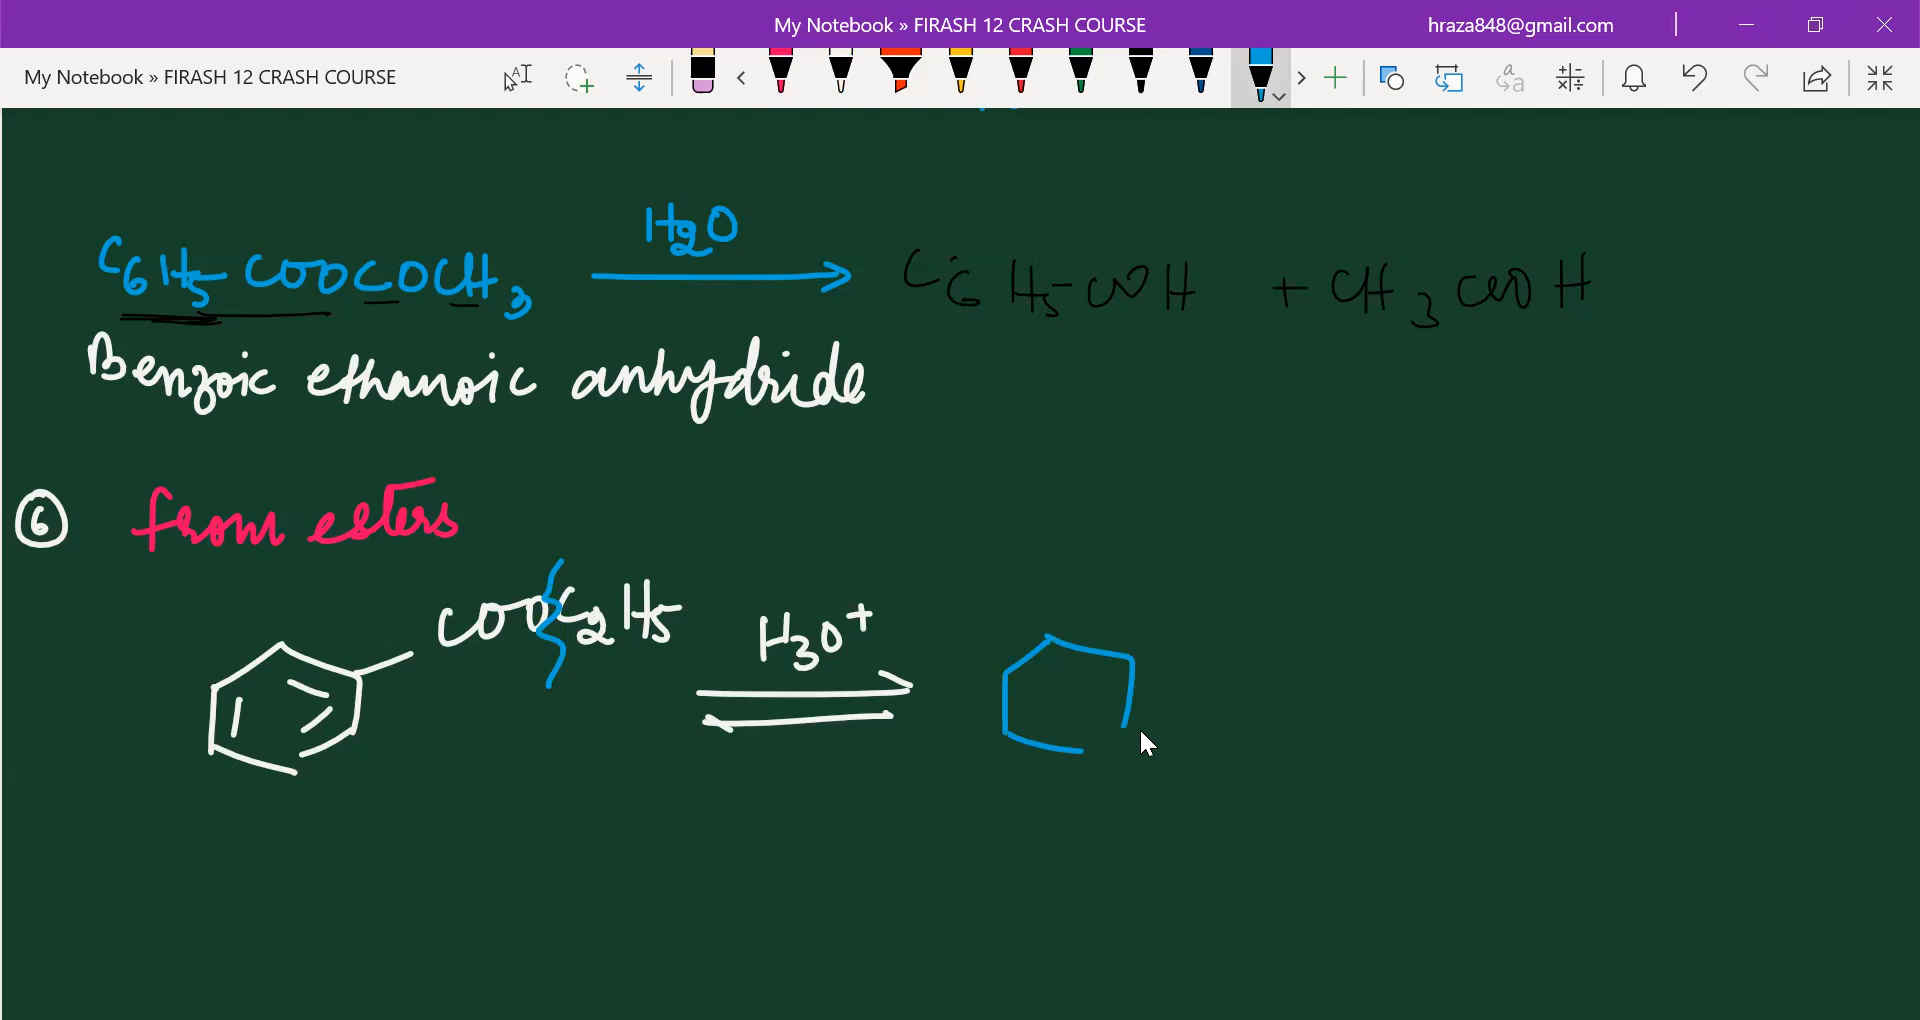 My Notebook » FIRASH 12 CRASH COURSE
hraza848@gmail.com
My Notebook » FIRASH 12 CRASH COURSE
C6H5-COOCOCH3 H2O C6H5-COOH + CH3COOH
Benzoic ethanoic anhydride
6 from esters
COOC2H5 H3O+